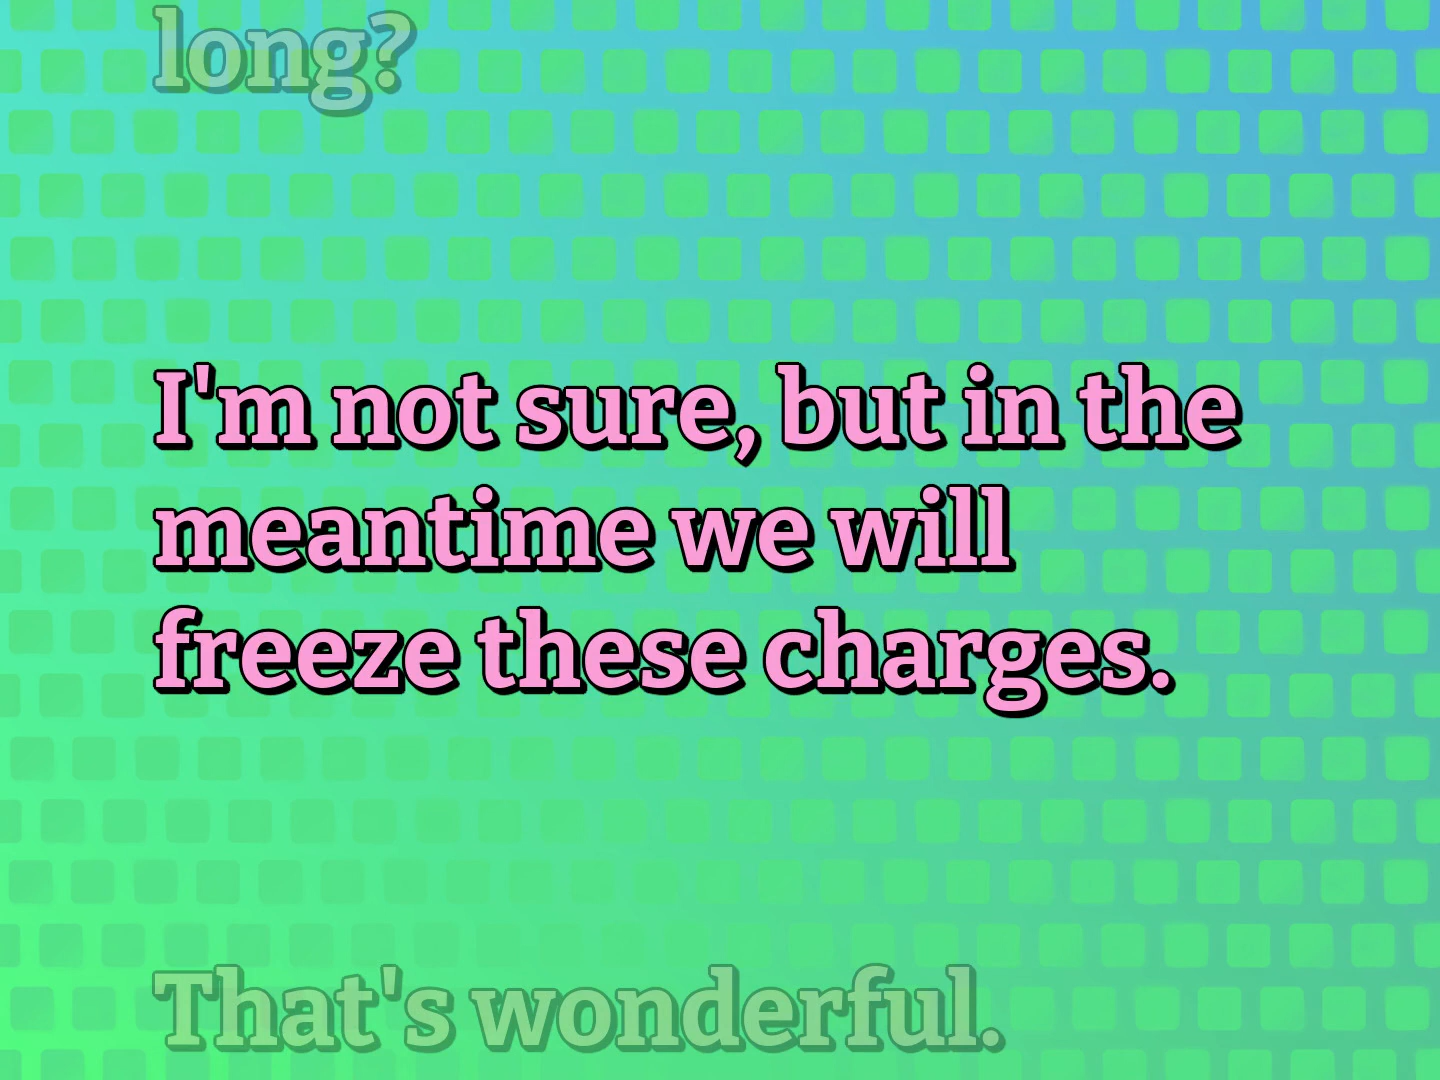 long?
I'm not sure, but in the
meantime we will
freeze these charges.
That's wonderful.